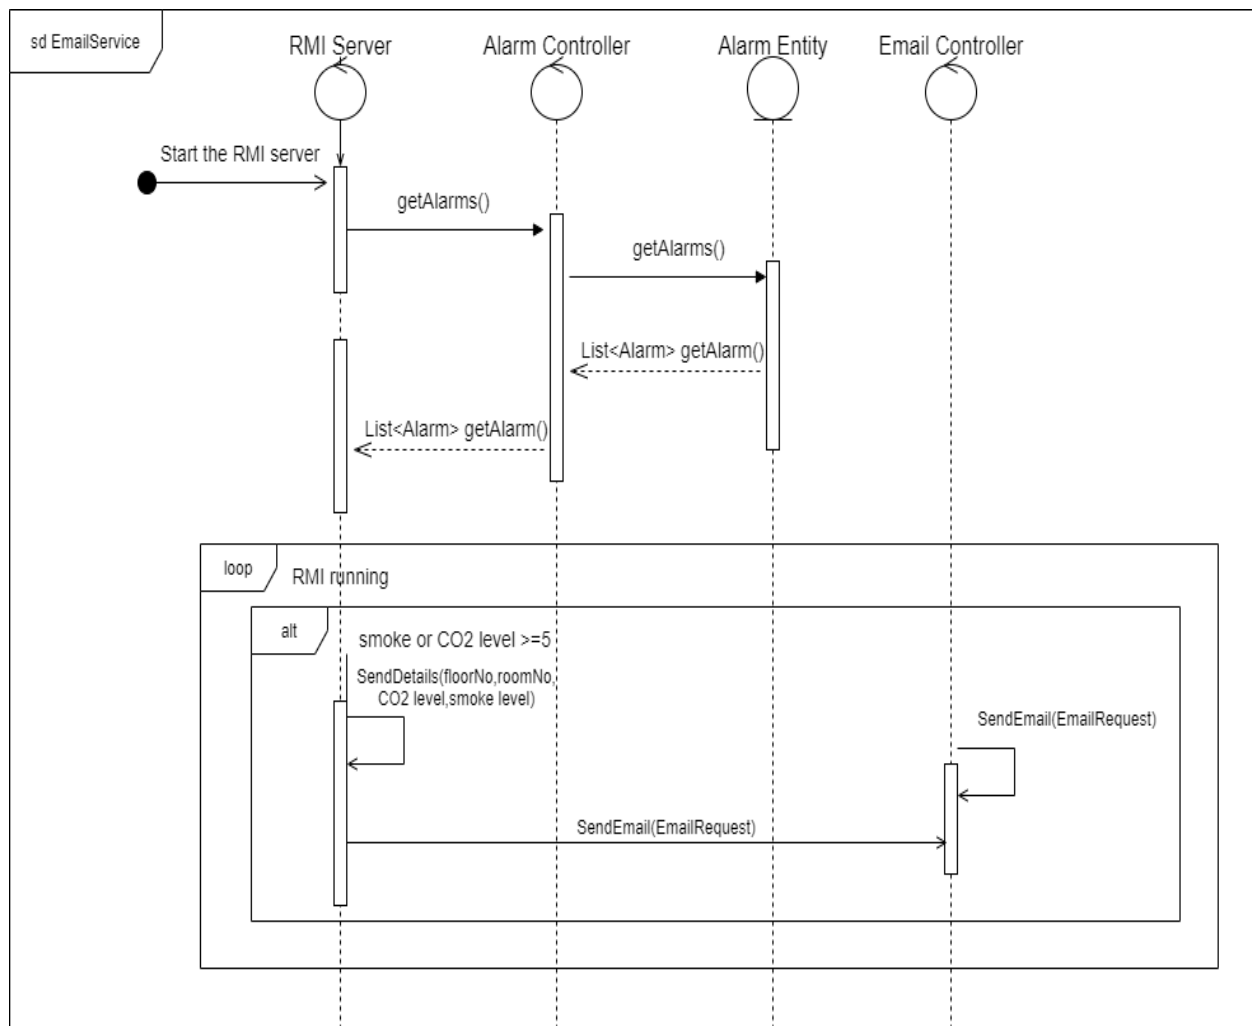 sd EmailService
RMI Server
Alarm Controller
Alarm Entity
Email Controller
Start the RMI server
getAlarms()
getAlarms()
List<Alarm> getAlarm()
List<Alarm> getAlarm()
loop
RMI running
alt
smoke or CO2 level >=5
SendDetails(floorNo,roomNo,
CO2 level,smoke level)
SendEmail(EmailRequest)
SendEmail(EmailRequest)